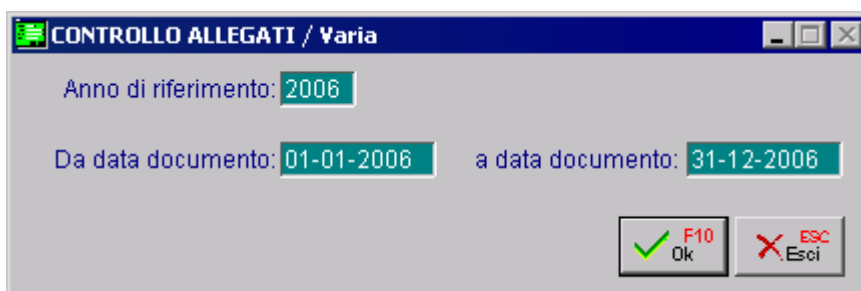 CONTROLLO ALLEGATI / Varia
Anno di riferimento: 2006
Da data documento: 01-01-2006 a data documento: 31-12-2006
F10 Ok ESC Esci